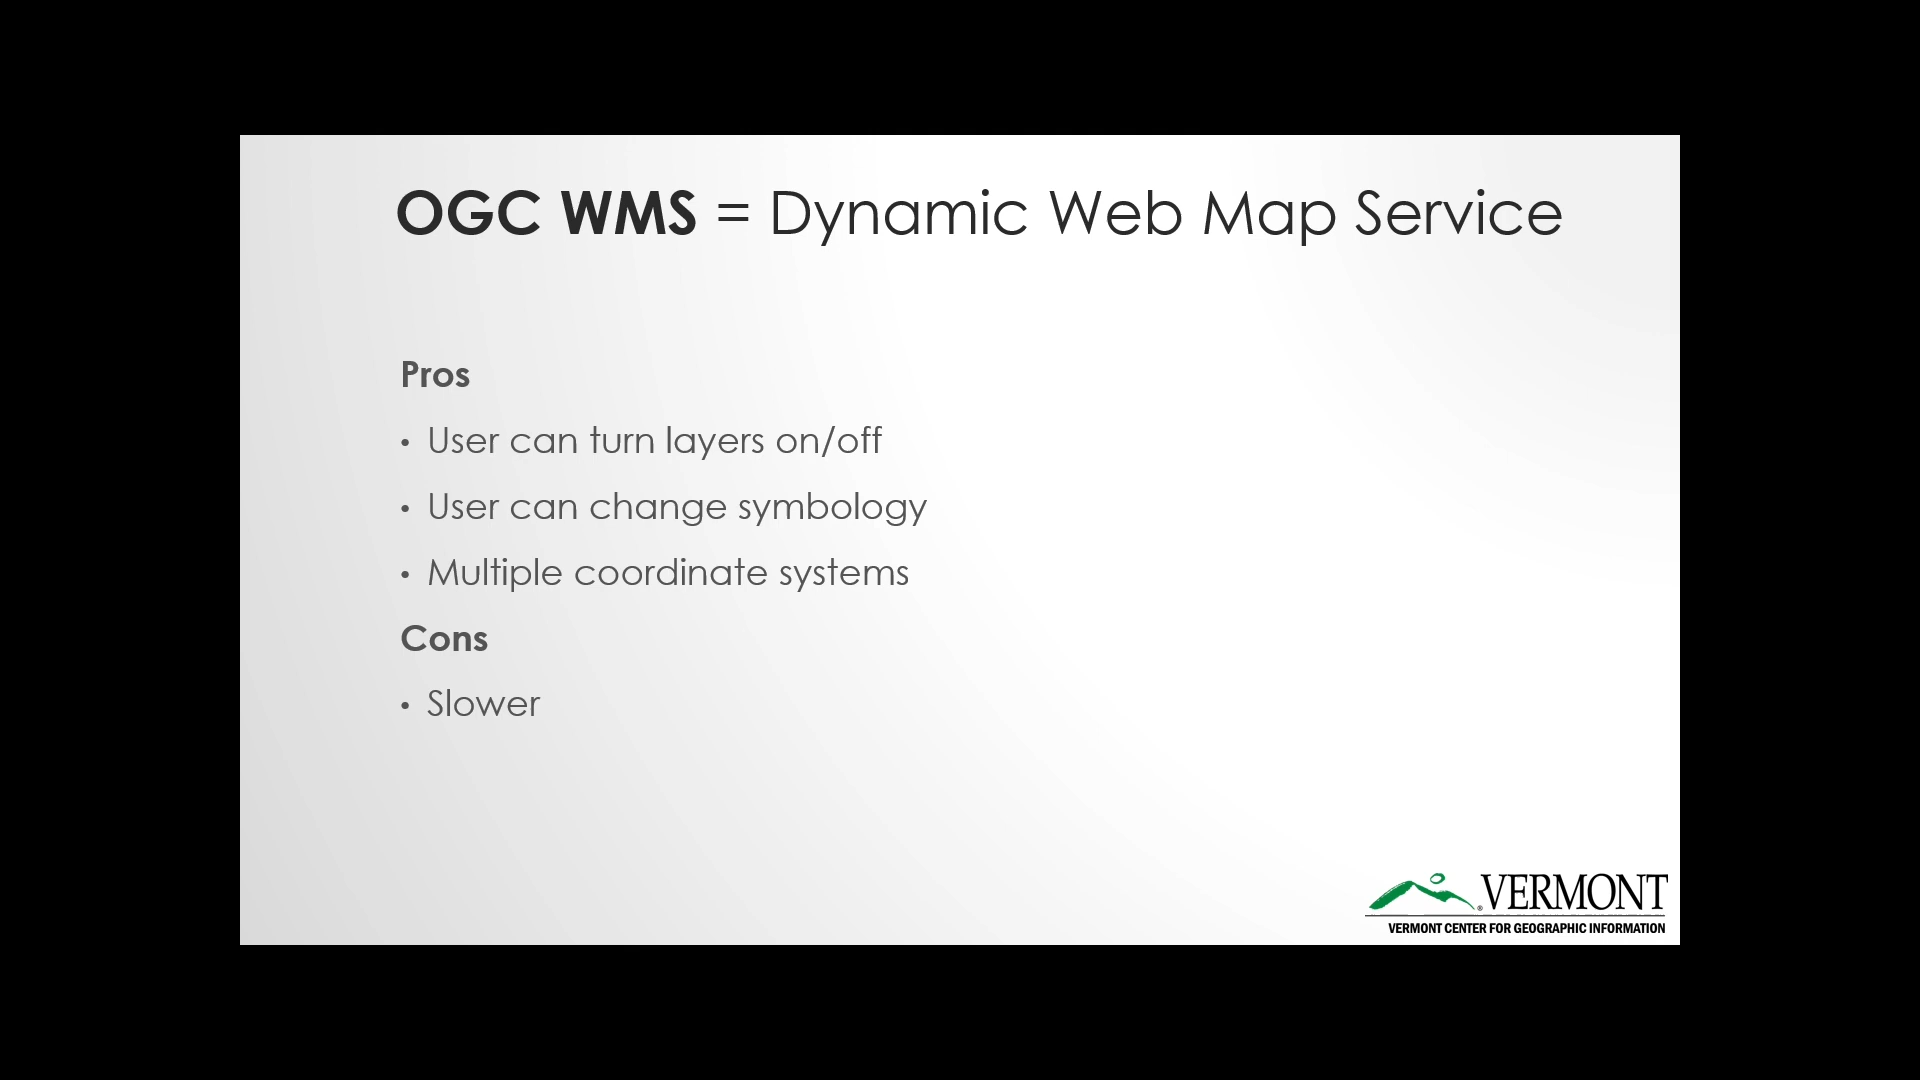 OGC WMS = Dynamic Web Map Service
Pros
• User can turn layers on/off
• User can change symbology
• Multiple coordinate systems
Cons
• Slower
VERMONT
VERMONT CENTER FOR GEOGRAPHIC INFORMATION